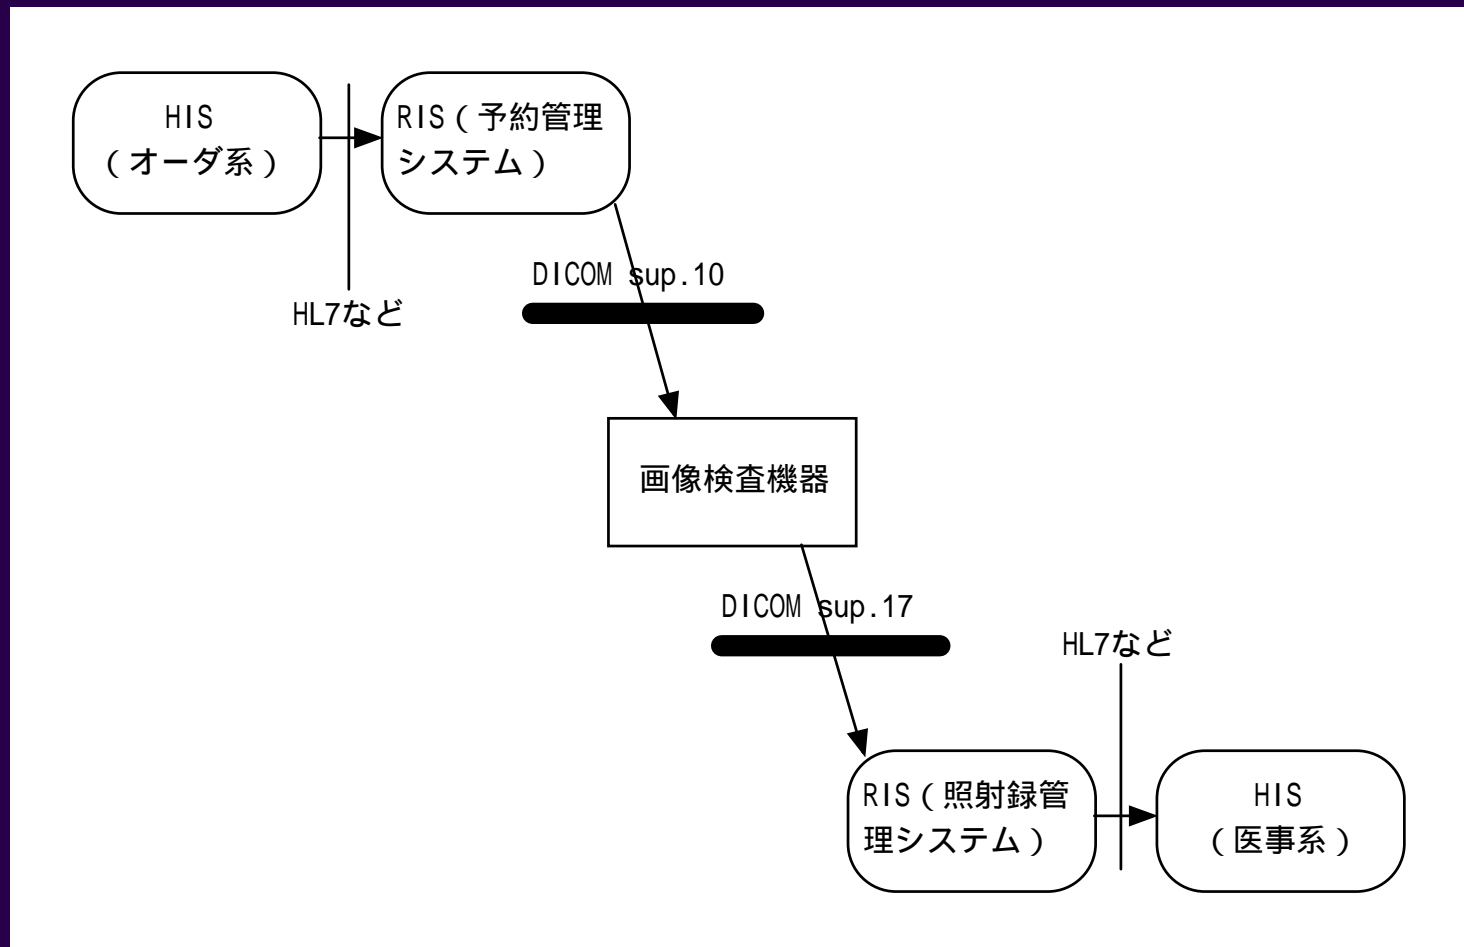 HIS
(オーダ系)
RIS(予約管理
システム)
HL7など
DICOM sup.10
画像検査機器
DICOM sup.17
HL7など
RIS(照射録管
理システム)
HIS
(医事系)